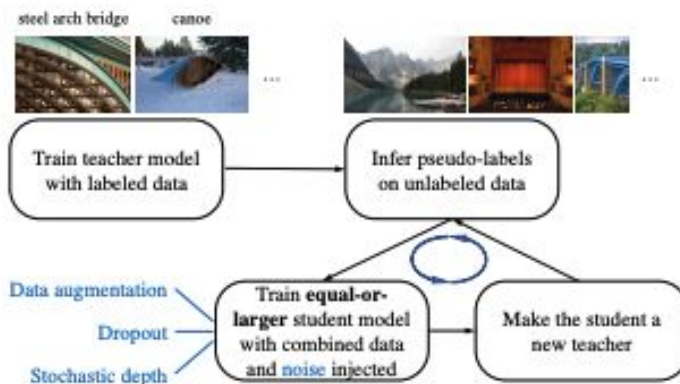 steel arch bridge
canoe
...
...
Train teacher model
with labeled data
Infer pseudo-labels
on unlabeled data
Data augmentation
Dropout
Stochastic depth
Train equal-or-
larger student model
with combined data
and noise injected
Make the student a
new teacher